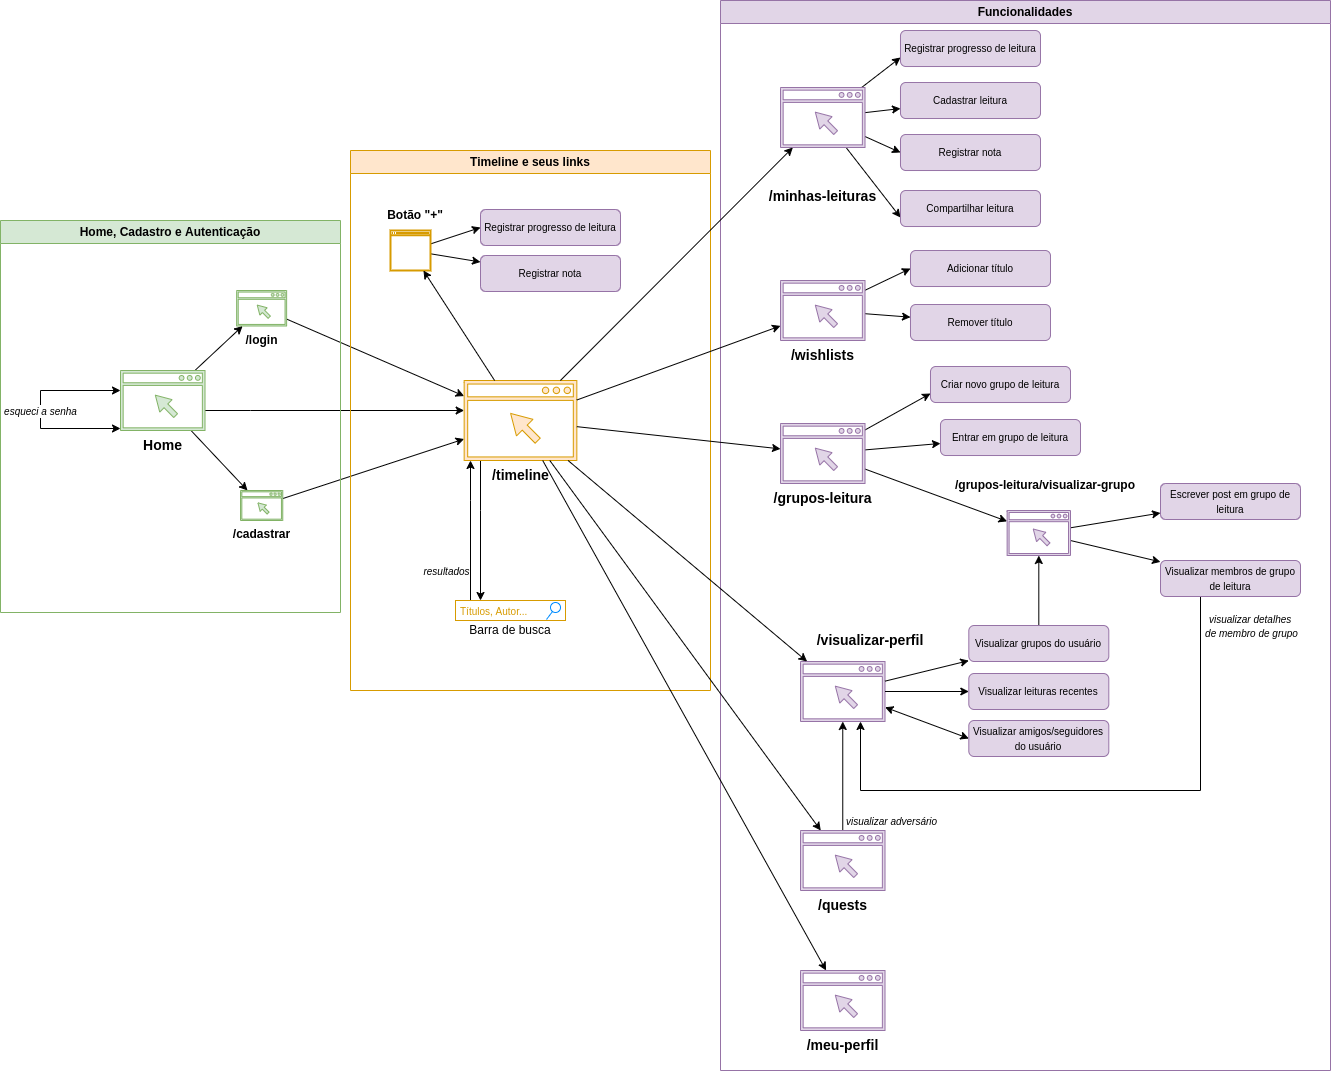 Home, Cadastro e Autenticação
/login
esqueci a senha
Home
/cadastrar
Timeline e seus links
Botão "+"
Registrar progresso de leitura
Registrar nota
/timeline
resultados
Títulos, Autor...
Barra de busca
Funcionalidades
Registrar progresso de leitura
Cadastrar leitura
Registrar nota
/minhas-leituras
Compartilhar leitura
Adicionar título
Remover título
/wishlists
Criar novo grupo de leitura
Entrar em grupo de leitura
/grupos-leitura
/grupos-leitura/visualizar-grupo
Escrever post em grupo de
leitura
Visualizar membros de grupo
de leitura
visualizar detalhes
de membro de grupo
/visualizar-perfil
Visualizar grupos do usuário
Visualizar leituras recentes
Visualizar amigos/seguidores
do usuário
visualizar adversário
/quests
/meu-perfil